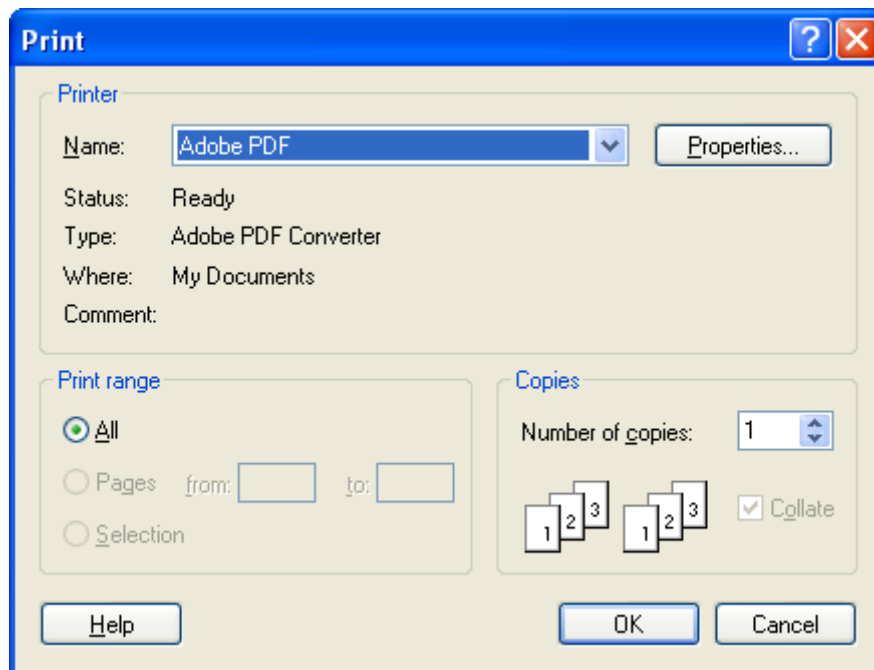 Print
Printer
Name: Adobe PDF Properties...
Status: Ready
Type: Adobe PDF Converter
Where: My Documents
Comment:
Print range
All
Pages from: to:
Selection
Copies
Number of copies: 1
1 2 3 1 2 3
Collate
Help OK Cancel